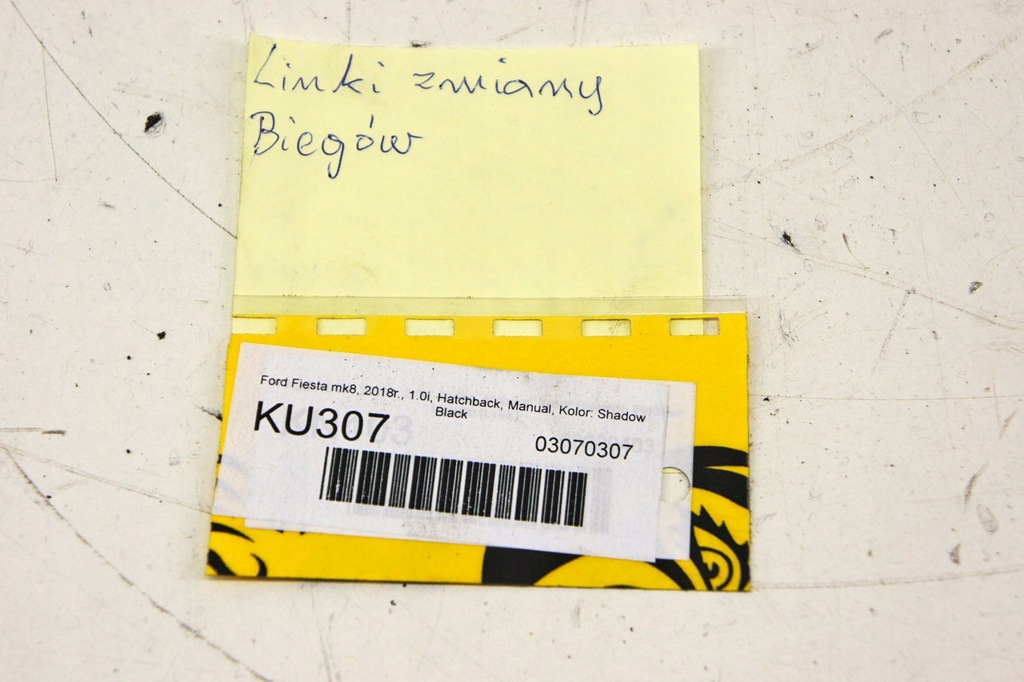 Linki zmiany
Biegów
Ford Fiesta mk8, 2018r., 1.0i, Hatchback, Manual, Kolor: Shadow
Black
KU307
03070307